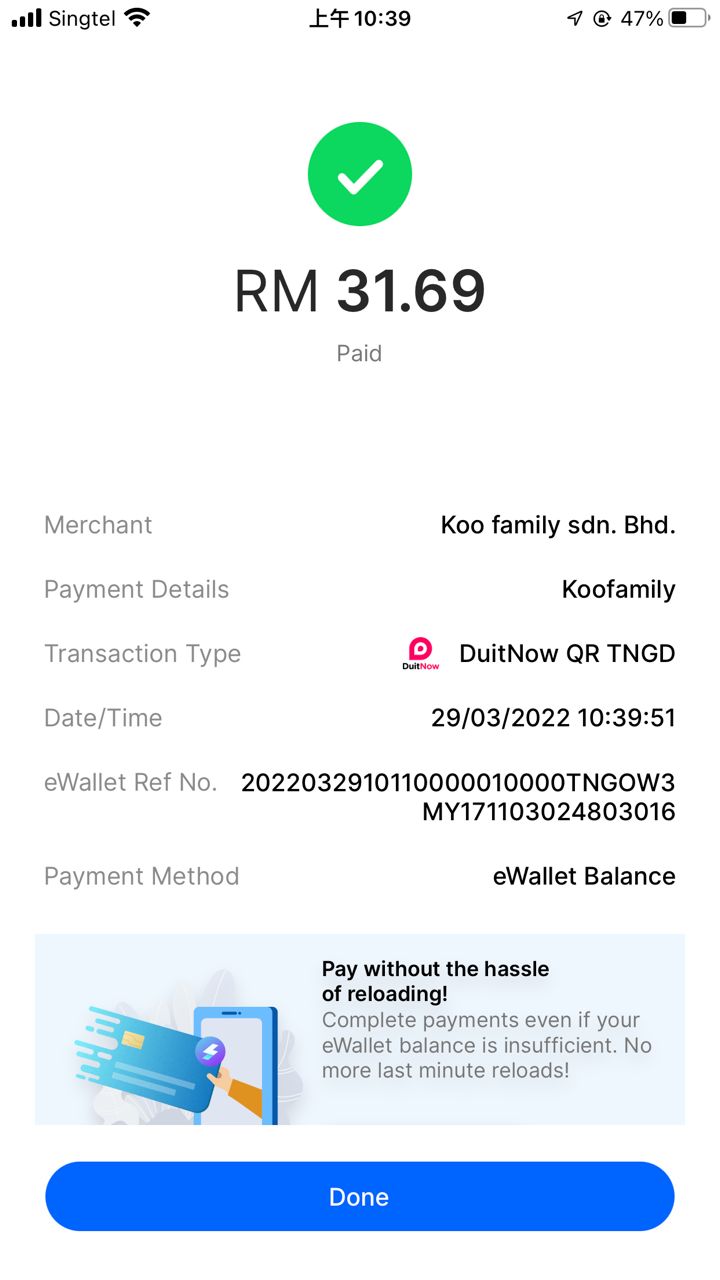 Singtel 上午10:39 47%
RM 31.69
Paid
Merchant Koo family sdn. Bhd.
Payment Details Koofamily
Transaction Type DuitNow DuitNow QR TNGD
Date/Time 29/03/2022 10:39:51
eWallet Ref No. 20220329101100000010000TNGOW3
MY171103024803016
Payment Method eWallet Balance
Pay without the hassle
of reloading!
Complete payments even if your
eWallet balance is insufficient. No
more last minute reloads!
Done